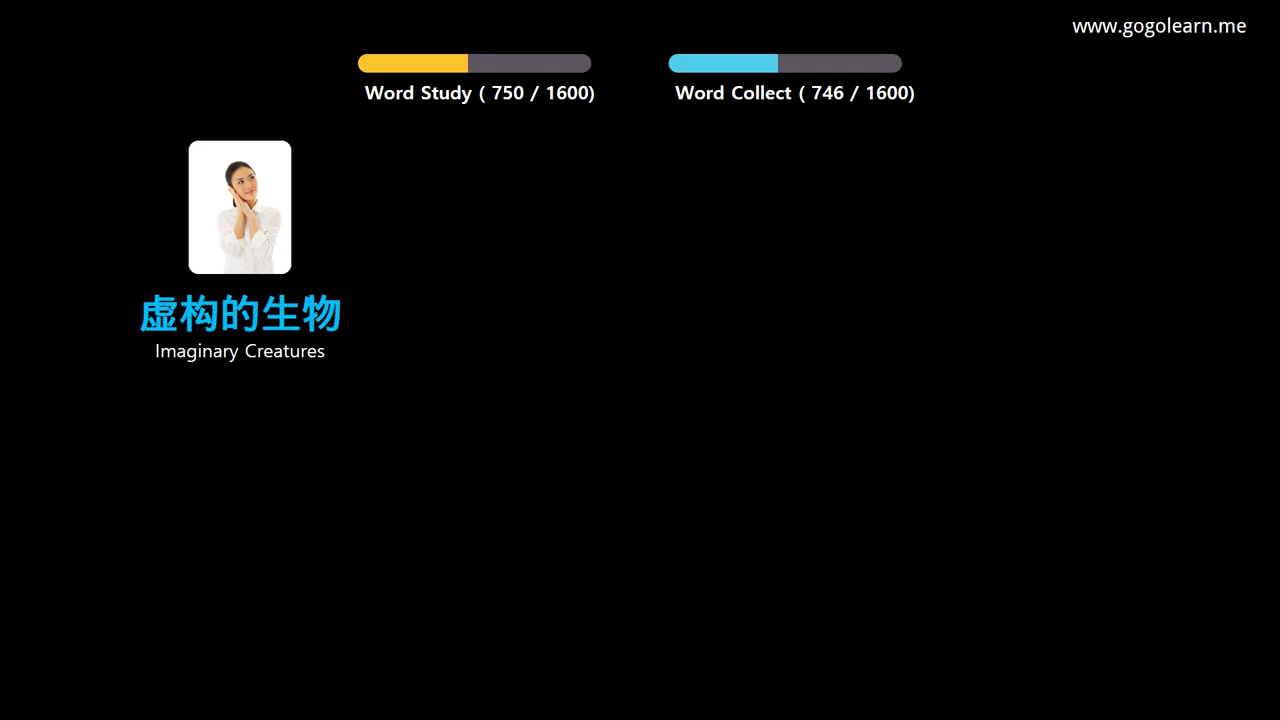 www.gogolearn.me
Word Study ( 750 / 1600)
Word Collect ( 746 / 1600)
虚构的生物
Imaginary Creatures